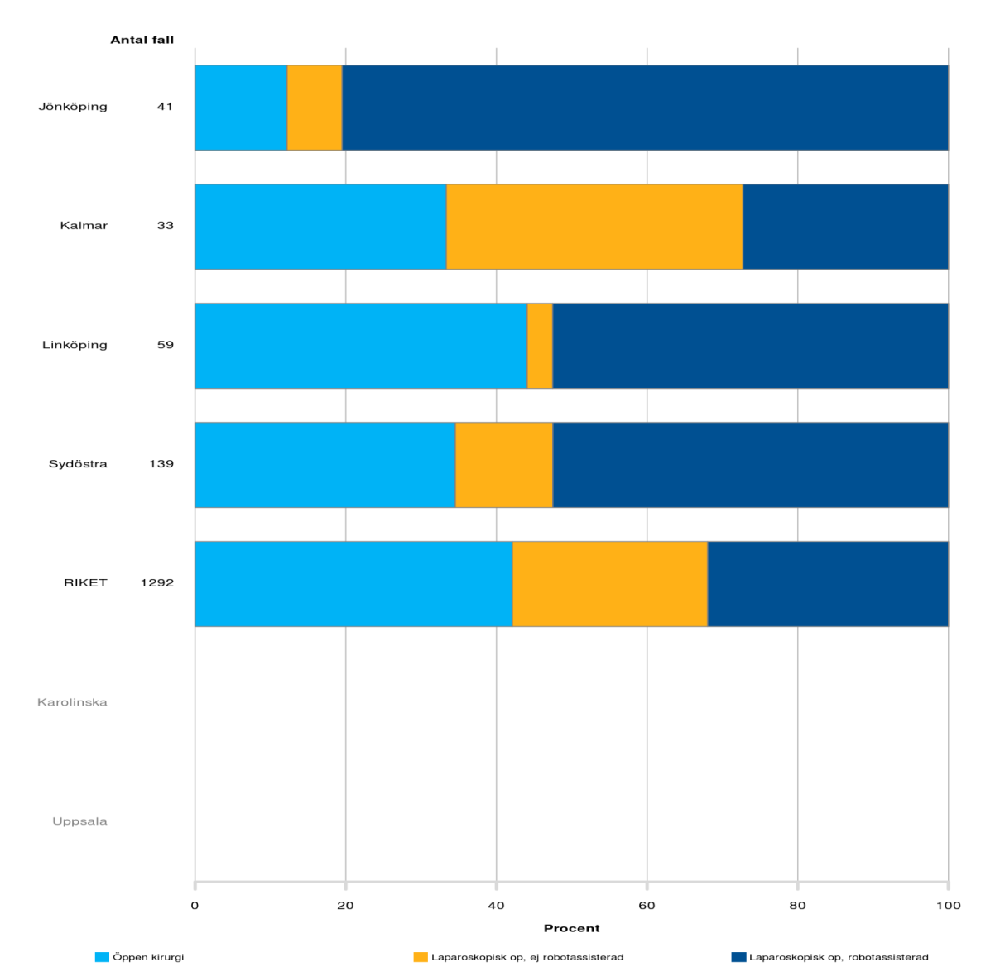 Antal fall
Jönköping 41
Kalmar 33
Linköping 59
Sydöstra 139
RIKET 1292
Karolinska
Uppsala
0 20 40 60 80 100
Procent
Öppen kirurgi Laparoskopisk op, ej robotassisterad Laparoskopisk op, robotassisterad